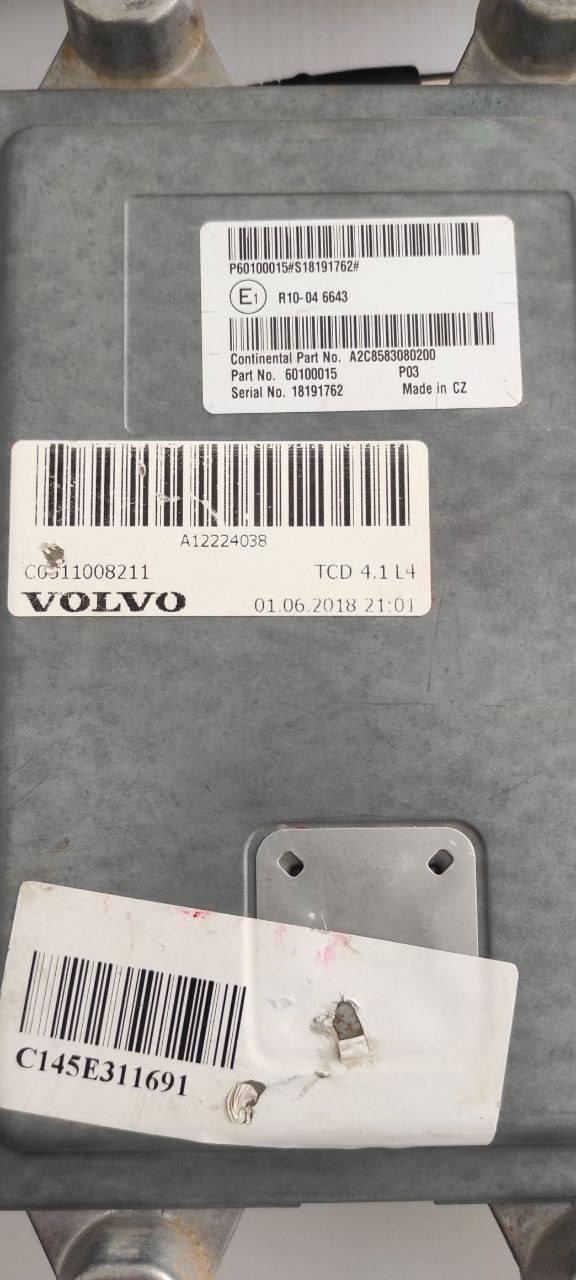 P60100015#S18191762#
E1 R10-04 6643
Continental Part No. A2C8583080200
Part No. 60100015 P03
Serial No. 18191762 Made in CZ
A12224038
TCD 4.1 L4
VOLVO 01.06.2018 21:01
C145E311691